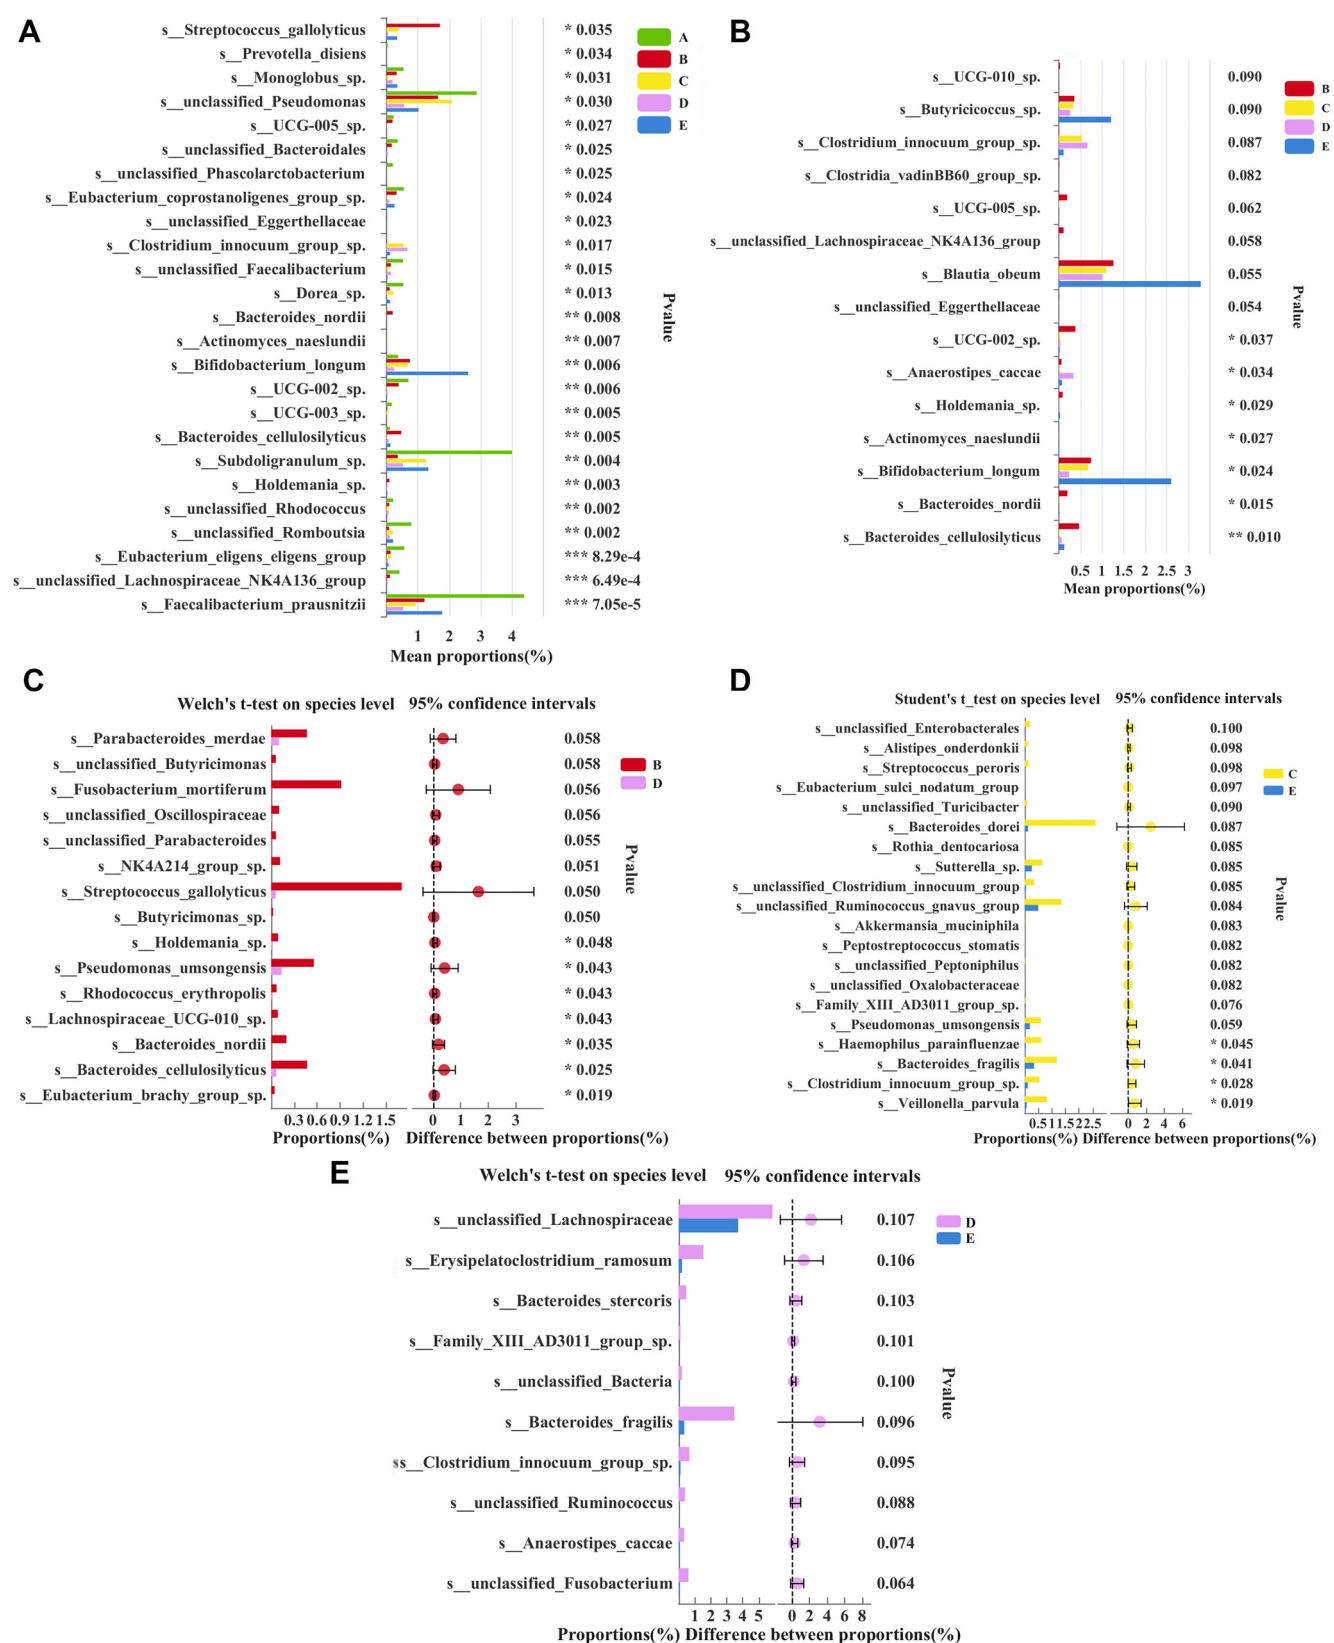 A
s__Streptococcus_gallolyticus * 0.035 A
s__Prevotella_disiens * 0.034 B
s__Monoglobus_sp. * 0.031 C
s__unclassified_Pseudomonas * 0.030 D
s__UCG-005_sp. * 0.027 E
s__unclassified_Bacteroidales * 0.025
s__unclassified_Phascolarctobacterium * 0.025
s__Eubacterium_coprostanoligenes_group_sp. * 0.024
s__unclassified_Eggerthellaceae * 0.023
s__Clostridium_innocuum_group_sp. * 0.017
s__unclassified_Faecalibacterium * 0.015
s__Dorea_sp. * 0.013
s__Bacteroides_nordii ** 0.008
s__Actinomyces_naeslundii ** 0.007
s__Bifidobacterium_longum ** 0.006
s__UCG-002_sp. ** 0.006
s__UCG-003_sp. ** 0.005
s__Bacteroides_cellulosilyticus ** 0.005
s__Subdoligranulum_sp. ** 0.004
s__Holdemania_sp. ** 0.003
s__unclassified_Rhodococcus ** 0.002
s__unclassified_Romboutsia ** 0.002
s__Eubacterium_eligens_eligens_group *** 8.29e-4
s__unclassified_Lachnospiraceae_NK4A136_group *** 6.49e-4
s__Faecalibacterium_prausnitzii *** 7.05e-5
Pvalue
1 2 3 4
Mean proportions(%)
B
s__UCG-010_sp. 0.090 B
s__Butyricicoccus_sp. 0.090 C
s__Clostridium_innocuum_group_sp. 0.087 D
E
s__Clostridia_vadinBB60_group_sp. 0.082
s__UCG-005_sp. 0.062
s__unclassified_Lachnospiraceae_NK4A136_group 0.058
s__Blautia_obeum 0.055
s__unclassified_Eggerthellaceae 0.054
s__UCG-002_sp. * 0.037
s__Anaerostipes_caccae * 0.034
s__Holdemania_sp. * 0.029
s__Actinomyces_naeslundii * 0.027
s__Bifidobacterium_longum * 0.024
s__Bacteroides_nordii * 0.015
s__Bacteroides_cellulosilyticus ** 0.010
Pvalue
0.5 1 1.5 2 2.5 3
Mean proportions(%)
C
Welch's t-test on species level 95% confidence intervals
s__Parabacteroides_merdae 0.058
s__unclassified_Butyricimonas 0.058 B
s__Fusobacterium_mortiferum 0.056 D
s__unclassified_Oscillospiraceae 0.056
s__unclassified_Parabacteroides 0.055
s__NK4A214_group_sp. 0.051
s__Streptococcus_gallolyticus 0.050
s__Butyricimonas_sp. 0.050
s__Holdemania_sp. * 0.048
s__Pseudomonas_umsongensis * 0.043
s__Rhodococcus_erythropolis * 0.043
s__Lachnospiraceae_UCG-010_sp. * 0.043
s__Bacteroides_nordii * 0.035
s__Bacteroides_cellulosilyticus * 0.025
s__Eubacterium_brachy_group_sp. * 0.019
Pvalue
0.3 0.6 0.9 1.2 1.5 0 1 2 3
Proportions(%) Difference between proportions(%)
D
Student's t_test on species level 95% confidence intervals
s__unclassified_Enterobacterales 0.100
s__Alistipes_onderdonkii 0.098
s__Streptococcus_peroris 0.098 C
s__Eubacterium_sulci_nodatum_group 0.097 E
s__unclassified_Turicibacter 0.090
s__Bacteroides_dorei 0.087
s__Rothia_dentocariosa 0.085
s__Sutterella_sp. 0.085
s__unclassified_Clostridium_innocuum_group 0.085
s__unclassified_Ruminococcus_gnavus_group 0.084
s__Akkermansia_muciniphila 0.083
s__Peptostreptococcus_stomatis 0.082
s__unclassified_Peptoniphilus 0.082
s__unclassified_Oxalobacteraceae 0.082
s__Family_XIII_AD3011_group_sp. 0.076
s__Pseudomonas_umsongensis 0.059
s__Haemophilus_parainfluenzae * 0.045
s__Bacteroides_fragilis * 0.041
s__Clostridium_innocuum_group_sp. * 0.028
s__Veillonella_parvula * 0.019
Pvalue
0.5 1 1.5 2 2.5 0 2 4 6
Proportions(%) Difference between proportions(%)
E
Welch's t-test on species level 95% confidence intervals
s__unclassified_Lachnospiraceae 0.107 D
E
s__Erysipelatoclostridium_ramosum 0.106
s__Bacteroides_stercoris 0.103
s__Family_XIII_AD3011_group_sp. 0.101
s__unclassified_Bacteria 0.100
s__Bacteroides_fragilis 0.096
ss__Clostridium_innocuum_group_sp. 0.095
s__unclassified_Ruminococcus 0.088
s__Anaerostipes_caccae 0.074
s__unclassified_Fusobacterium 0.064
Pvalue
1 2 3 4 5 0 2 4 6 8
Proportions(%) Difference between proportions(%)